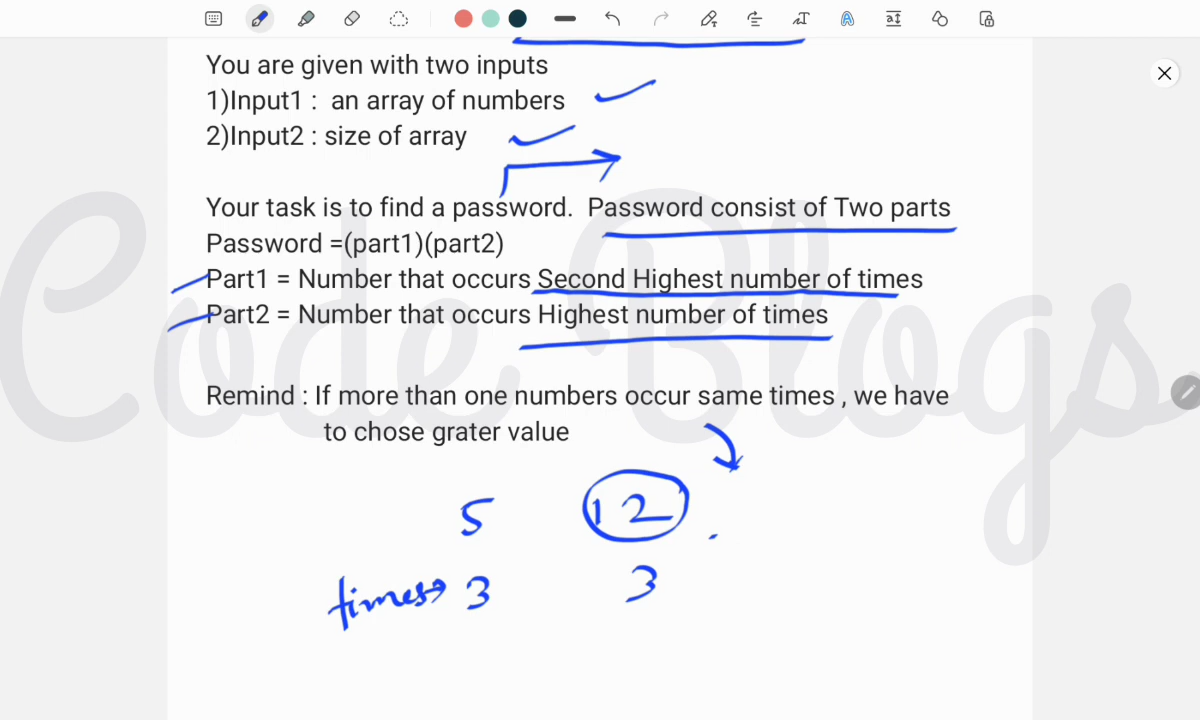 You are given with two inputs
1)Input1 : an array of numbers
2)Input2 : size of array
Your task is to find a password. Password consist of Two parts
Password =(part1)(part2)
Part1 = Number that occurs Second Highest number of times
Part2 = Number that occurs Highest number of times
Remind : If more than one numbers occur same times , we have
to chose grater value
5 12
times→ 3 3
Code Blogs